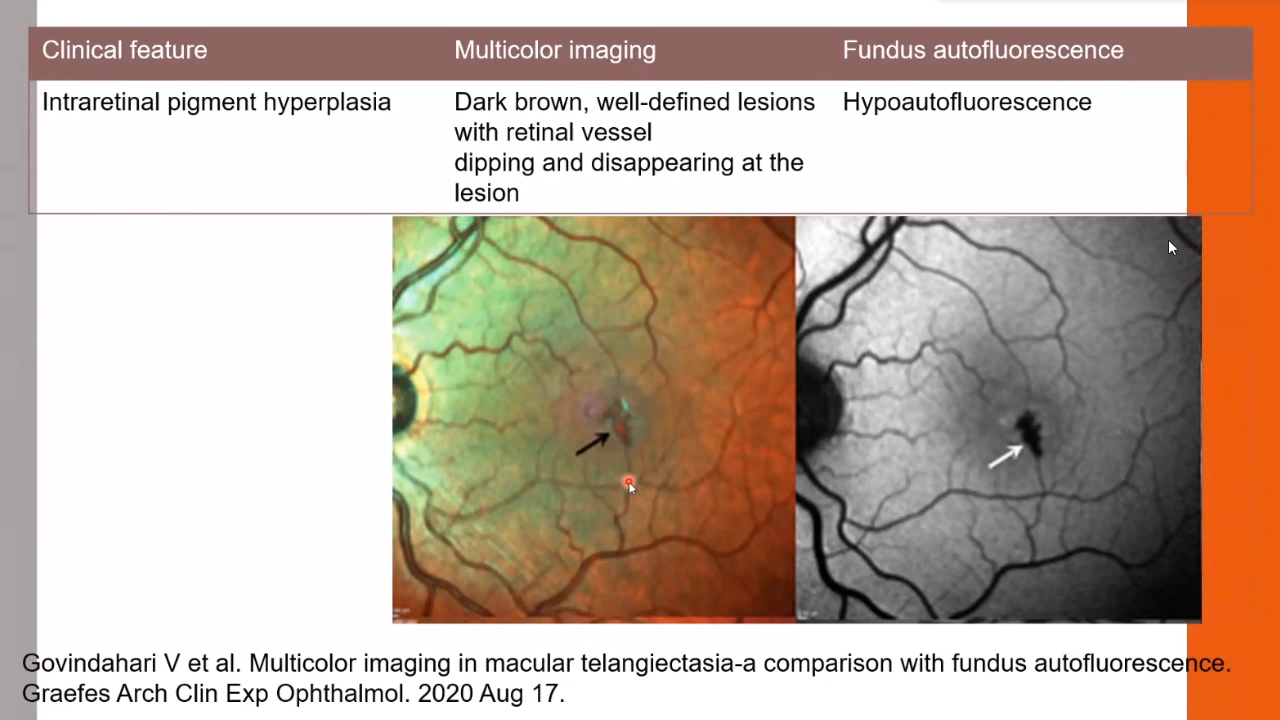 Clinical feature
Multicolor imaging
Fundus autofluorescence
Intraretinal pigment hyperplasia
Dark brown, well-defined lesions
with retinal vessel
dipping and disappearing at the
lesion
Hypoautofluorescence
Govindahari V et al. Multicolor imaging in macular telangiectasia-a comparison with fundus autofluorescence.
Graefes Arch Clin Exp Ophthalmol. 2020 Aug 17.